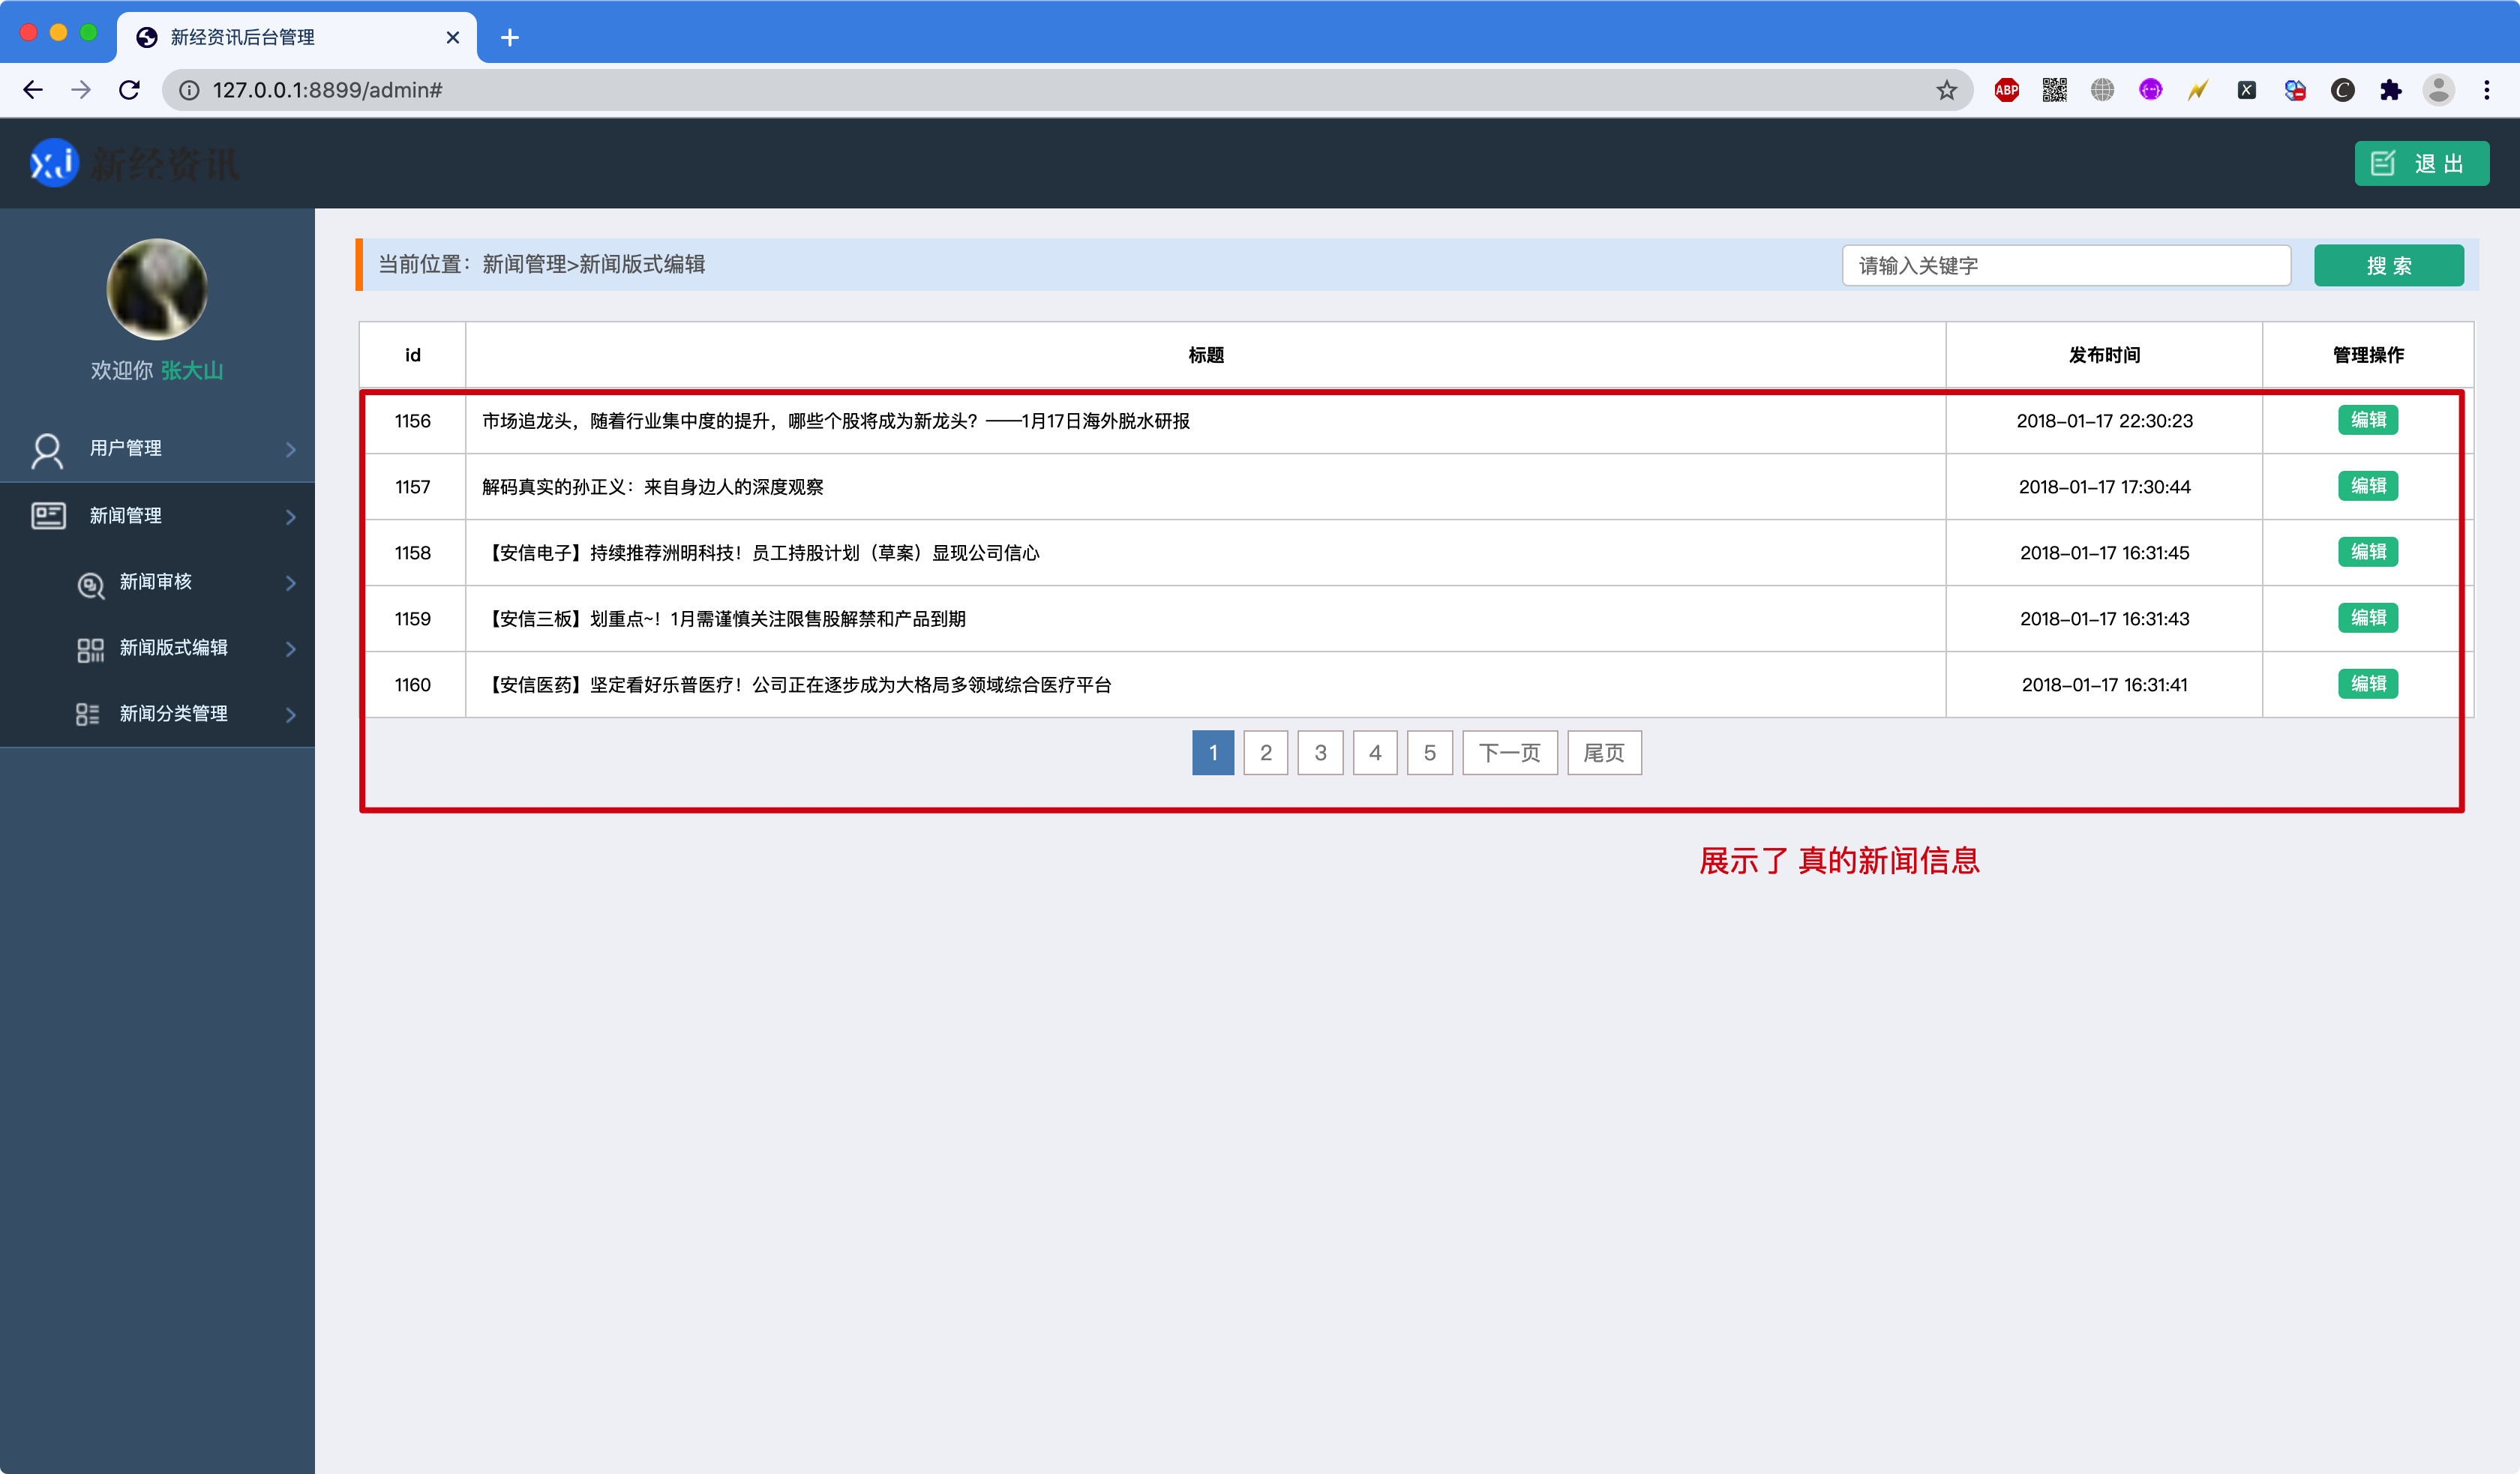 新经资讯后台管理
127.0.0.1:8899/admin#
ABP
xi 新经资讯
退 出
欢迎你 张大山
用户管理
新闻管理
新闻审核
新闻版式编辑
新闻分类管理
当前位置：新闻管理>新闻版式编辑
请输入关键字
搜 索
id 标题 发布时间 管理操作
1156 市场追龙头，随着行业集中度的提升，哪些个股将成为新龙头？——1月17日海外脱水研报 2018-01-17 22:30:23 编辑
1157 解码真实的孙正义：来自身边人的深度观察 2018-01-17 17:30:44 编辑
1158 【安信电子】持续推荐洲明科技！员工持股计划（草案）显现公司信心 2018-01-17 16:31:45 编辑
1159 【安信三板】划重点~！1月需谨慎关注限售股解禁和产品到期 2018-01-17 16:31:43 编辑
1160 【安信医药】坚定看好乐普医疗！公司正在逐步成为大格局多领域综合医疗平台 2018-01-17 16:31:41 编辑
1 2 3 4 5 下一页 尾页
展示了 真的新闻信息